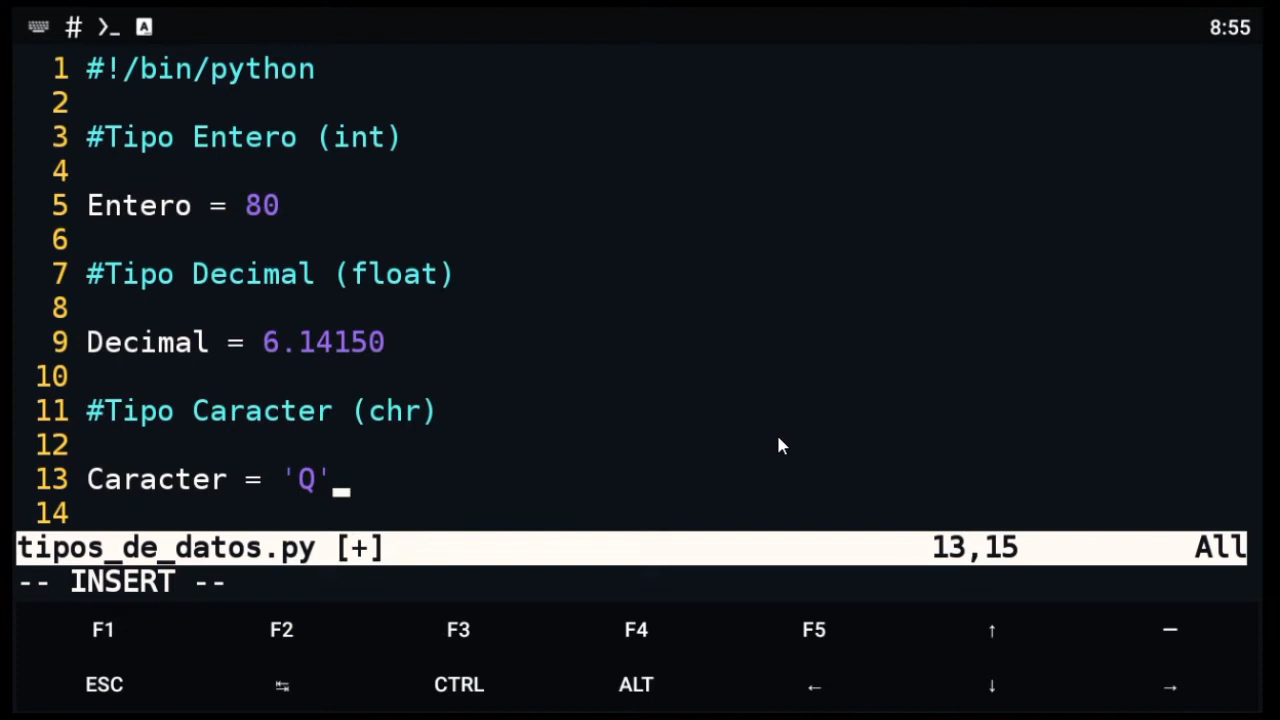 8:55
1 #!/bin/python
2
3 #Tipo Entero (int)
4
5 Entero = 80
6
7 #Tipo Decimal (float)
8
9 Decimal = 6.14150
10
11 #Tipo Caracter (chr)
12
13 Caracter = 'Q'
14
tipos_de_datos.py [+] 13,15 All
-- INSERT --
F1 F2 F3 F4 F5 ↑ —
ESC ↹ CTRL ALT ← ↓ →